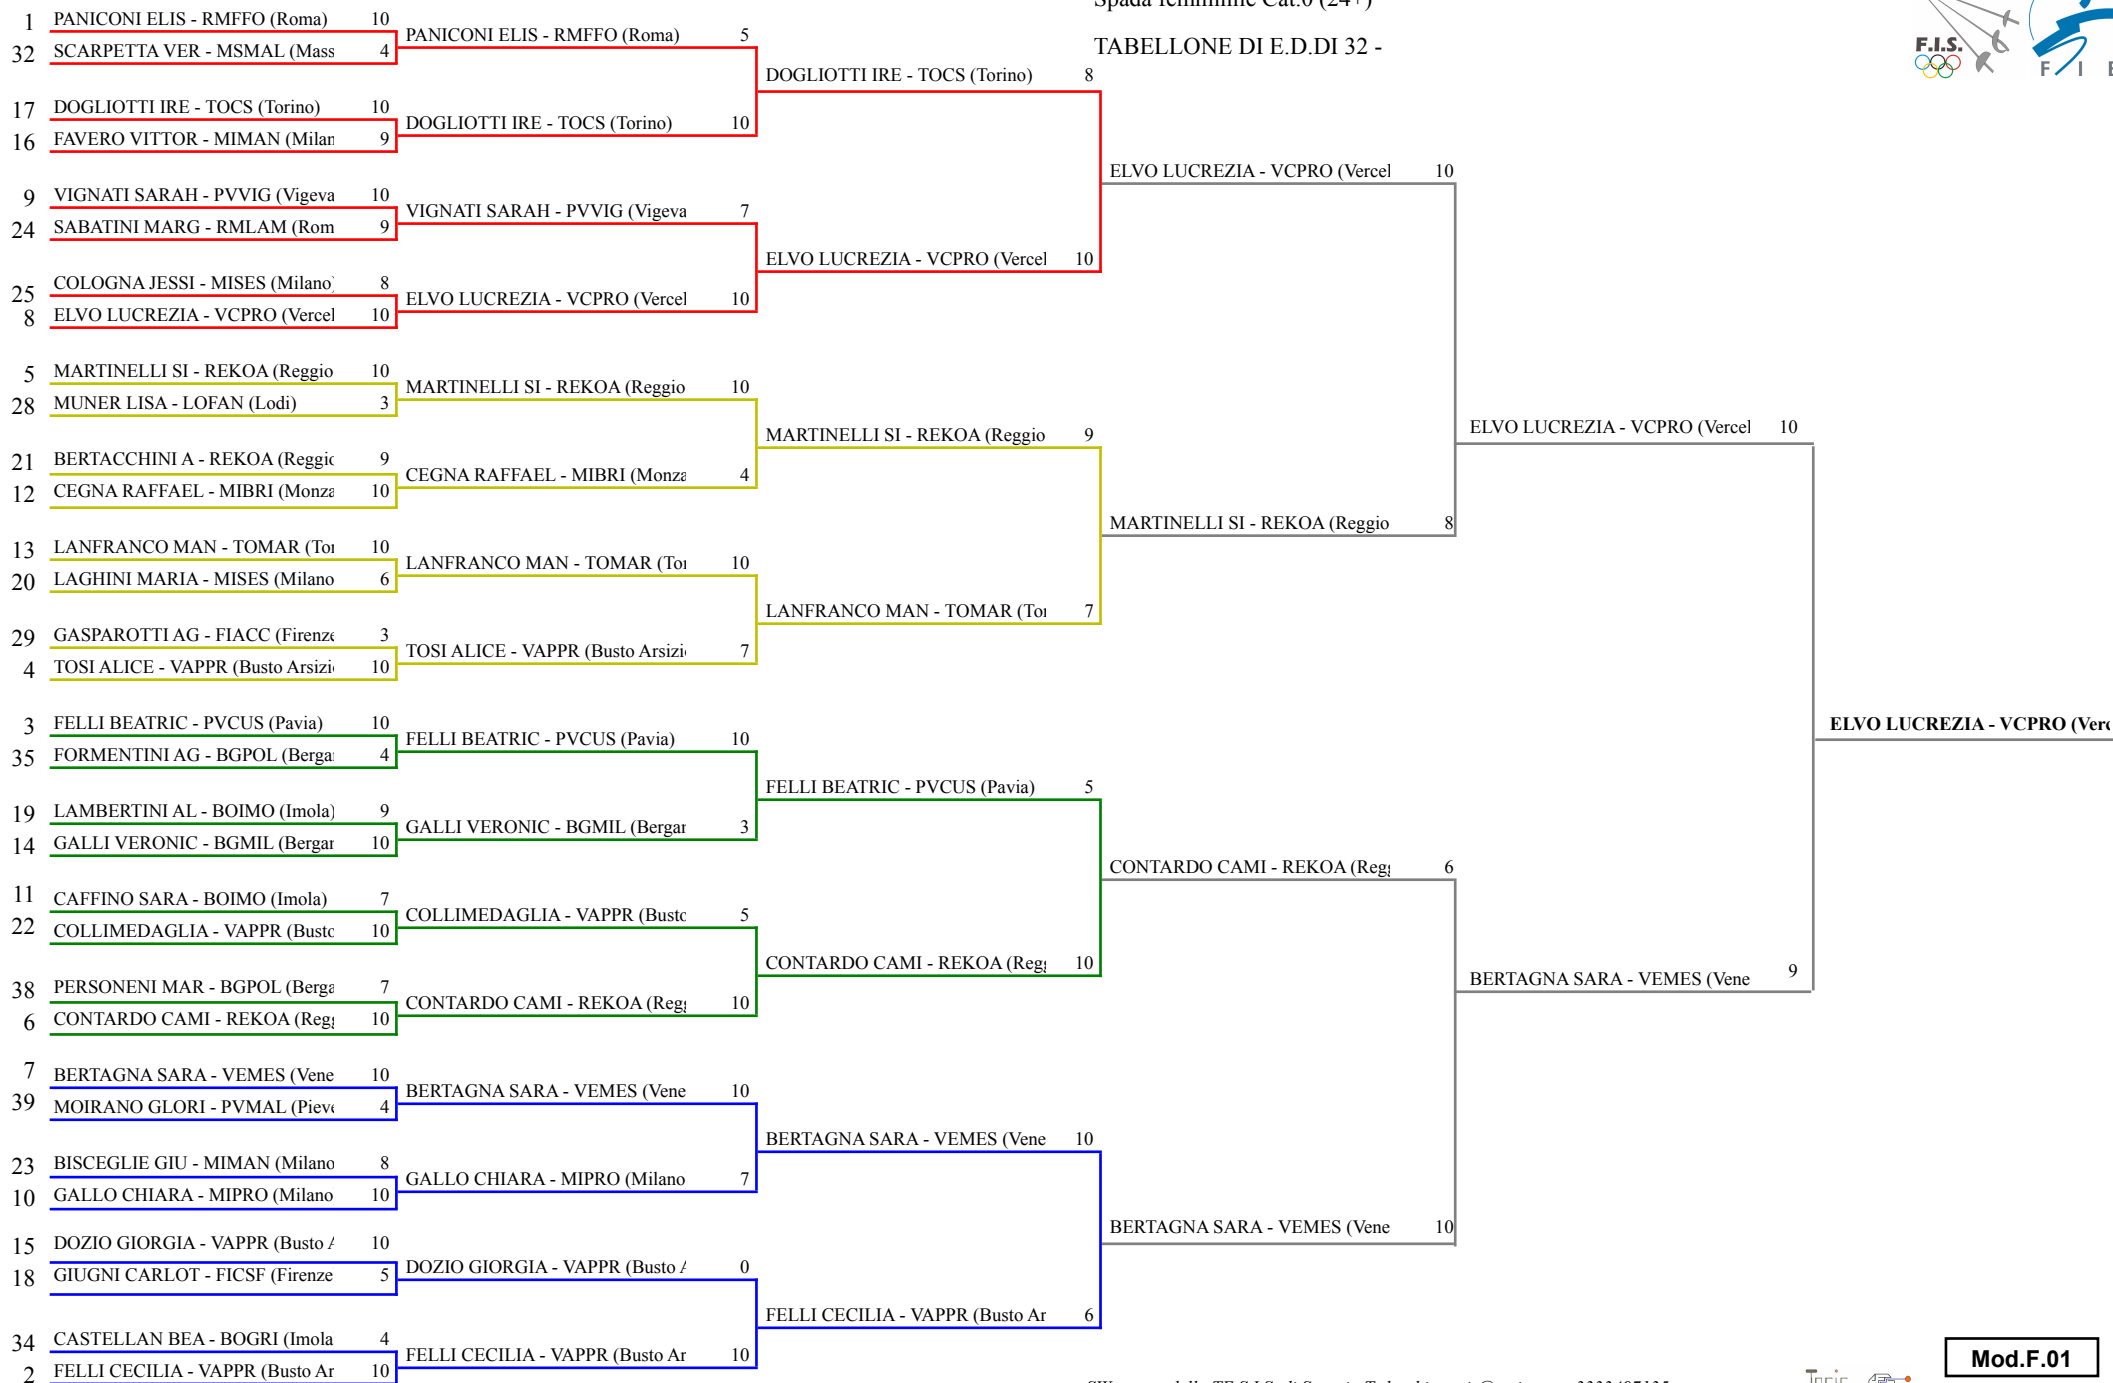 TABELLONE DI E.D.DI 32 -
F.I.S.
F I E
1 PANICONI ELIS - RMFFO (Roma) 10
32 SCARPETTA VER - MSMAL (Mass 4
17 DOGLIOTTI IRE - TOCS (Torino) 10
16 FAVERO VITTOR - MIMAN (Milan 9
9 VIGNATI SARAH - PVVIG (Vigeva 10
24 SABATINI MARG - RMLAM (Rom 9
25 COLOGNA JESSI - MISES (Milano) 8
8 ELVO LUCREZIA - VCPRO (Vercel 10
5 MARTINELLI SI - REKOA (Reggio 10
28 MUNER LISA - LOFAN (Lodi) 3
21 BERTACCHINI A - REKOA (Reggio 9
12 CEGNA RAFFAEL - MIBRI (Monza 10
13 LANFRANCO MAN - TOMAR (Tor 10
20 LAGHINI MARIA - MISES (Milano 6
29 GASPAROTTI AG - FIACC (Firenze 3
4 TOSI ALICE - VAPPR (Busto Arsizi 10
3 FELLI BEATRIC - PVCUS (Pavia) 10
35 FORMENTINI AG - BGPOL (Berga 4
19 LAMBERTINI AL - BOIMO (Imola) 9
14 GALLI VERONIC - BGMIL (Bergar 10
11 CAFFINO SARA - BOIMO (Imola) 7
22 COLLIMEDAGLIA - VAPPR (Busto 10
38 PERSONENI MAR - BGPOL (Berga 7
6 CONTARDO CAMI - REKOA (Reg 10
7 BERTAGNA SARA - VEMES (Vene 10
39 MOIRANO GLORI - PVMAL (Pieve 4
23 BISCEGLIE GIU - MIMAN (Milano 8
10 GALLO CHIARA - MIPRO (Milano 10
15 DOZIO GIORGIA - VAPPR (Busto 10
18 GIUGNI CARLOT - FICSF (Firenze 5
34 CASTELLAN BEA - BOGRI (Imola 4
2 FELLI CECILIA - VAPPR (Busto Ar 10
PANICONI ELIS - RMFFO (Roma) 5
DOGLIOTTI IRE - TOCS (Torino) 10
VIGNATI SARAH - PVVIG (Vigeva 7
ELVO LUCREZIA - VCPRO (Vercel 10
MARTINELLI SI - REKOA (Reggio 10
CEGNA RAFFAEL - MIBRI (Monza 4
LANFRANCO MAN - TOMAR (Tor 10
TOSI ALICE - VAPPR (Busto Arsizi 7
FELLI BEATRIC - PVCUS (Pavia) 10
GALLI VERONIC - BGMIL (Bergar 3
COLLIMEDAGLIA - VAPPR (Busto 5
CONTARDO CAMI - REKOA (Reg 10
BERTAGNA SARA - VEMES (Vene 10
GALLO CHIARA - MIPRO (Milano 7
DOZIO GIORGIA - VAPPR (Busto 0
FELLI CECILIA - VAPPR (Busto Ar 10
DOGLIOTTI IRE - TOCS (Torino) 8
ELVO LUCREZIA - VCPRO (Vercel 10
MARTINELLI SI - REKOA (Reggio 9
LANFRANCO MAN - TOMAR (Tor 7
FELLI BEATRIC - PVCUS (Pavia) 5
CONTARDO CAMI - REKOA (Reg 10
BERTAGNA SARA - VEMES (Vene 10
FELLI CECILIA - VAPPR (Busto Ar 6
ELVO LUCREZIA - VCPRO (Vercel 10
MARTINELLI SI - REKOA (Reggio 8
CONTARDO CAMI - REKOA (Reg 6
BERTAGNA SARA - VEMES (Vene 10
ELVO LUCREZIA - VCPRO (Vercel 10
BERTAGNA SARA - VEMES (Vene 9
ELVO LUCREZIA - VCPRO (Verc
Mod.F.01